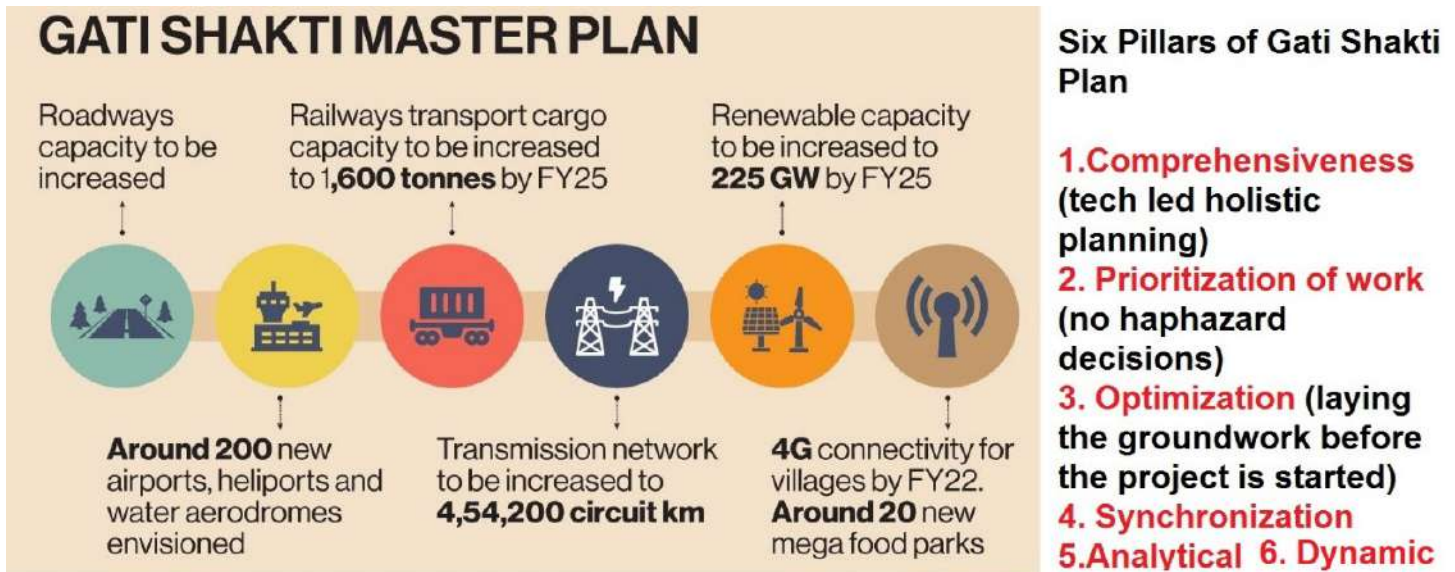 GATI SHAKTI MASTER PLAN
Roadways
capacity to be
increased
Railways transport cargo
capacity to be increased
to 1,600 tonnes by FY25
Renewable capacity
to be increased to
225 GW by FY25
Around 200 new
airports, heliports and
water aerodromes
envisioned
Transmission network
to be increased to
4,54,200 circuit km
4G connectivity for
villages by FY22.
Around 20 new
mega food parks
Six Pillars of Gati Shakti
Plan
1.Comprehensiveness
(tech led holistic
planning)
2. Prioritization of work
(no haphazard
decisions)
3. Optimization (laying
the groundwork before
the project is started)
4. Synchronization
5.Analytical 6. Dynamic